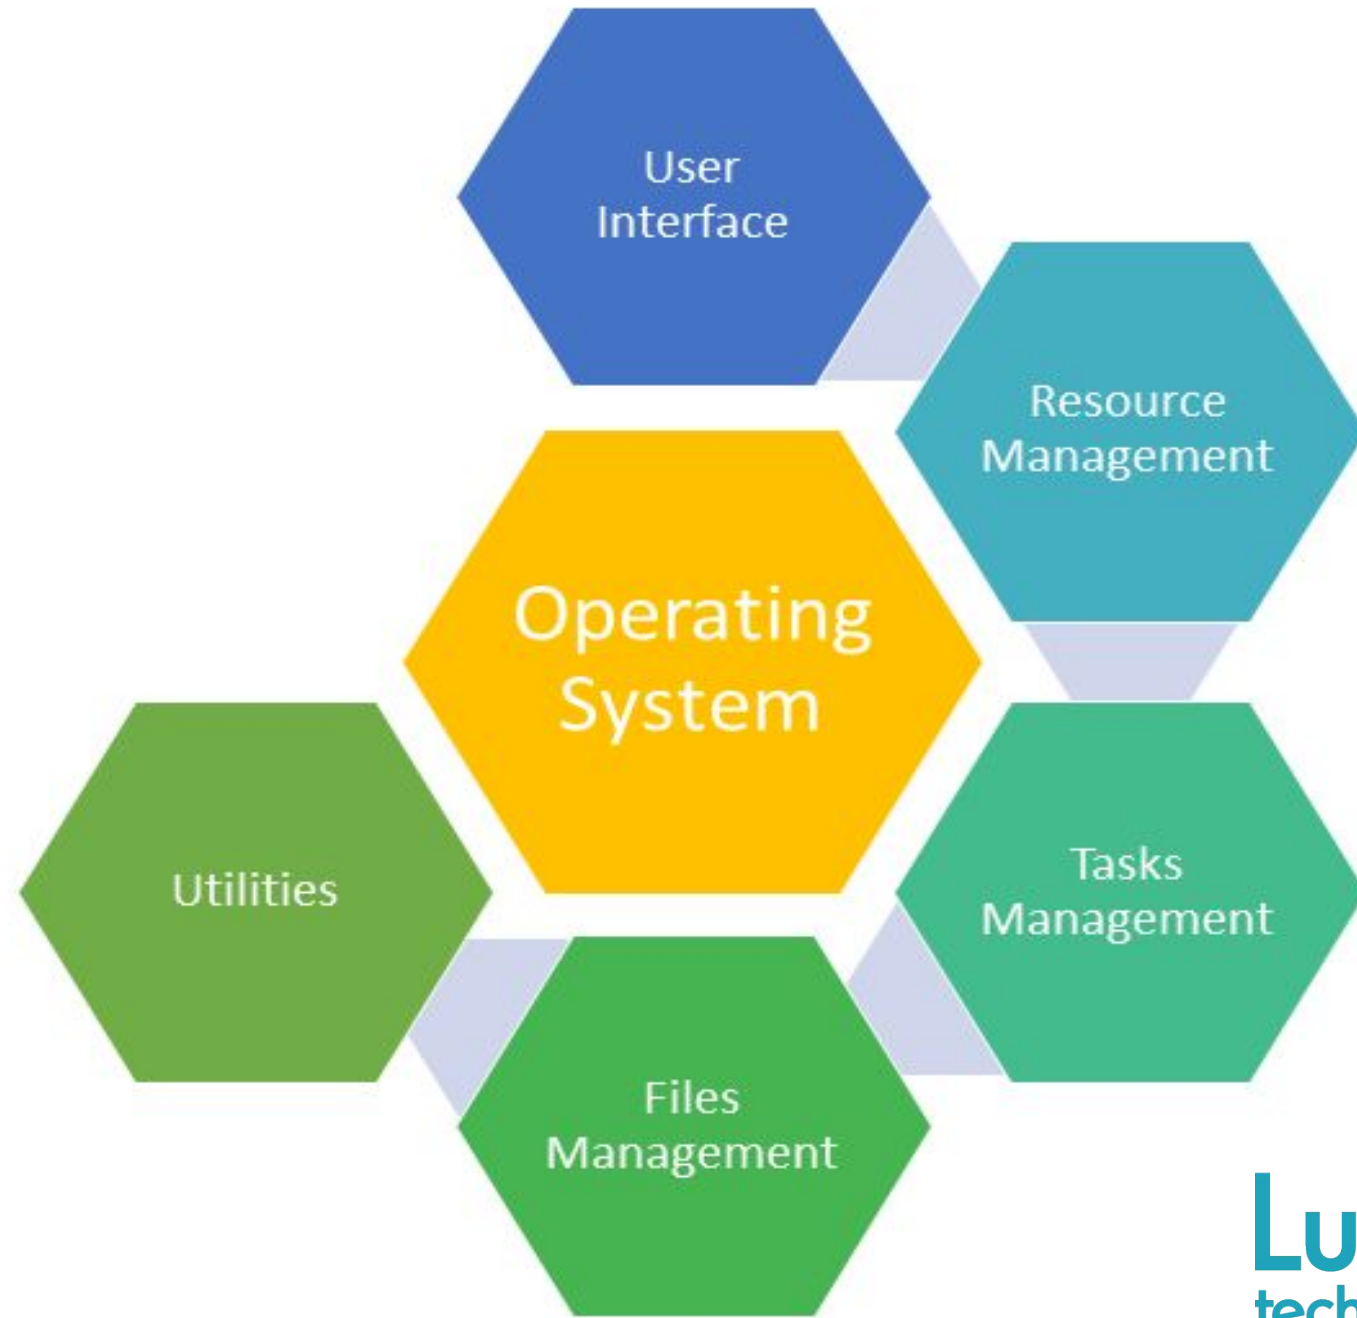 User
Interface
Resource
Management
Operating
System
Tasks
Management
Utilities
Files
Management